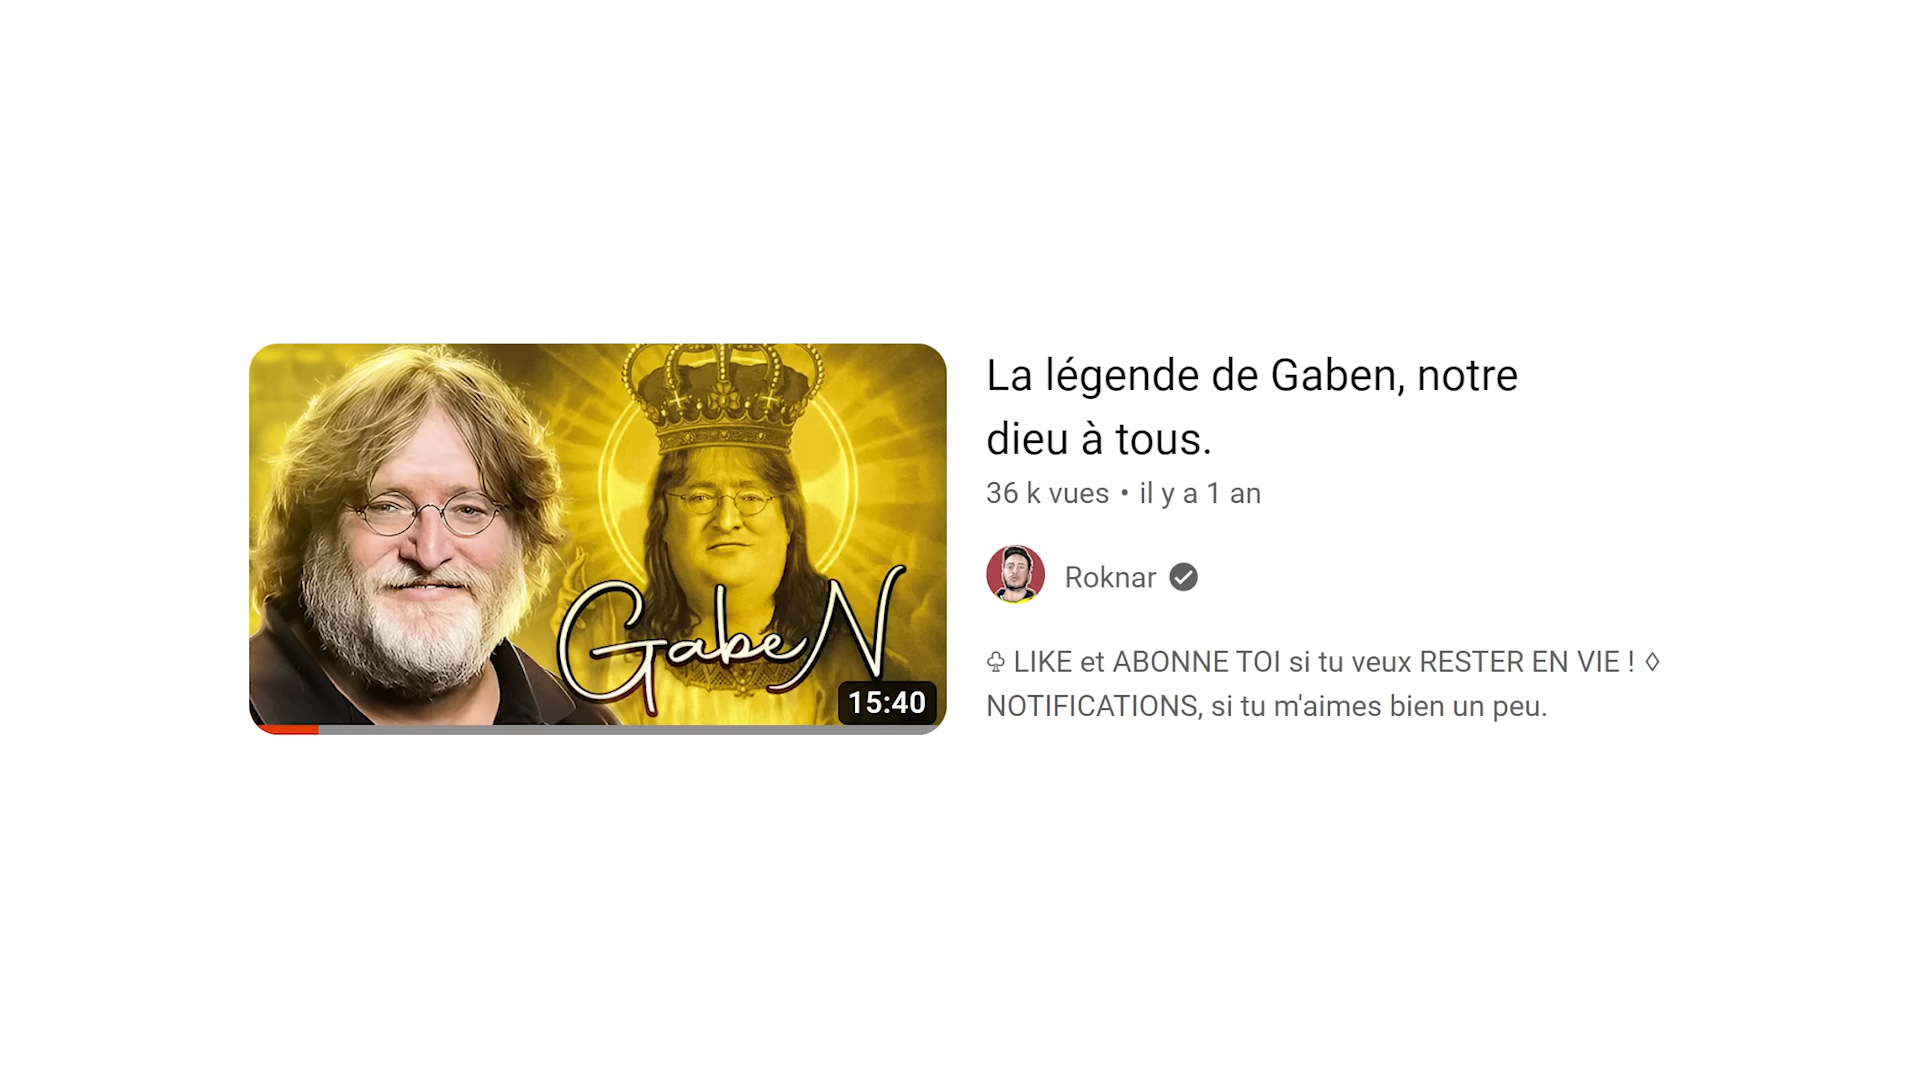 GabeN
15:40
La légende de Gaben, notre
dieu à tous.
36 k vues • il y a 1 an
Roknar
♧ LIKE et ABONNE TOI si tu veux RESTER EN VIE ! ◊
NOTIFICATIONS, si tu m'aimes bien un peu.